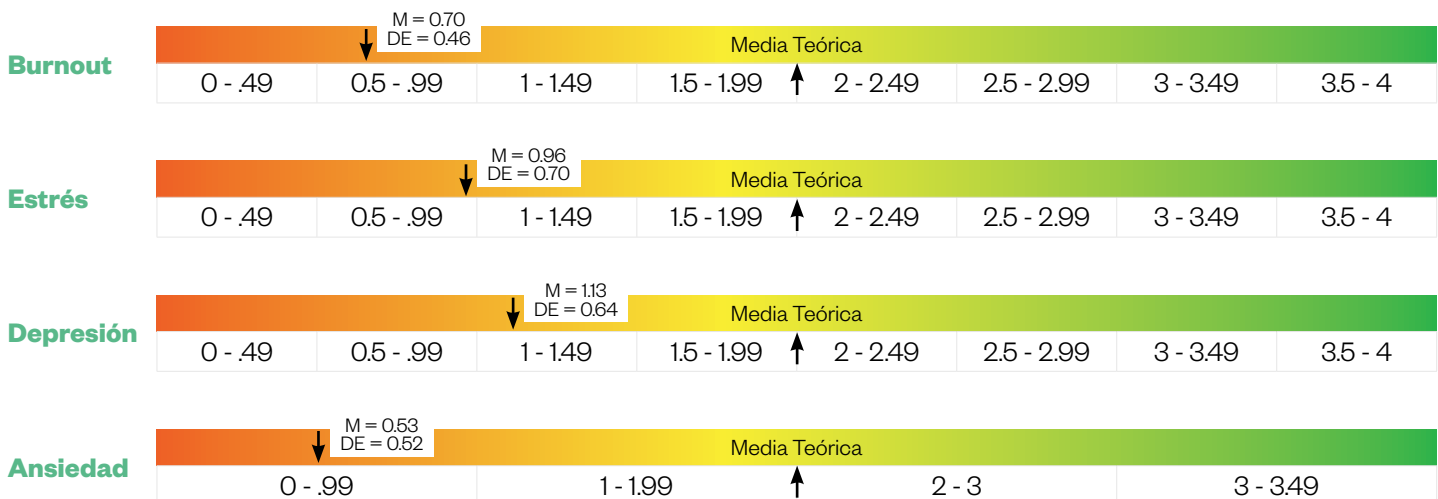 M = 0.70
DE = 0.46
Media Teórica
Burnout
0 - .49 0.5 - .99 1 - 1.49 1.5 - 1.99 2 - 2.49 2.5 - 2.99 3 - 3.49 3.5 - 4
M = 0.96
DE = 0.70
Media Teórica
Estrés
0 - .49 0.5 - .99 1 - 1.49 1.5 - 1.99 2 - 2.49 2.5 - 2.99 3 - 3.49 3.5 - 4
M = 1.13
DE = 0.64
Media Teórica
Depresión
0 - .49 0.5 - .99 1 - 1.49 1.5 - 1.99 2 - 2.49 2.5 - 2.99 3 - 3.49 3.5 - 4
M = 0.53
DE = 0.52
Media Teórica
Ansiedad
0 - .99 1 - 1.99 2 - 3 3 - 3.49